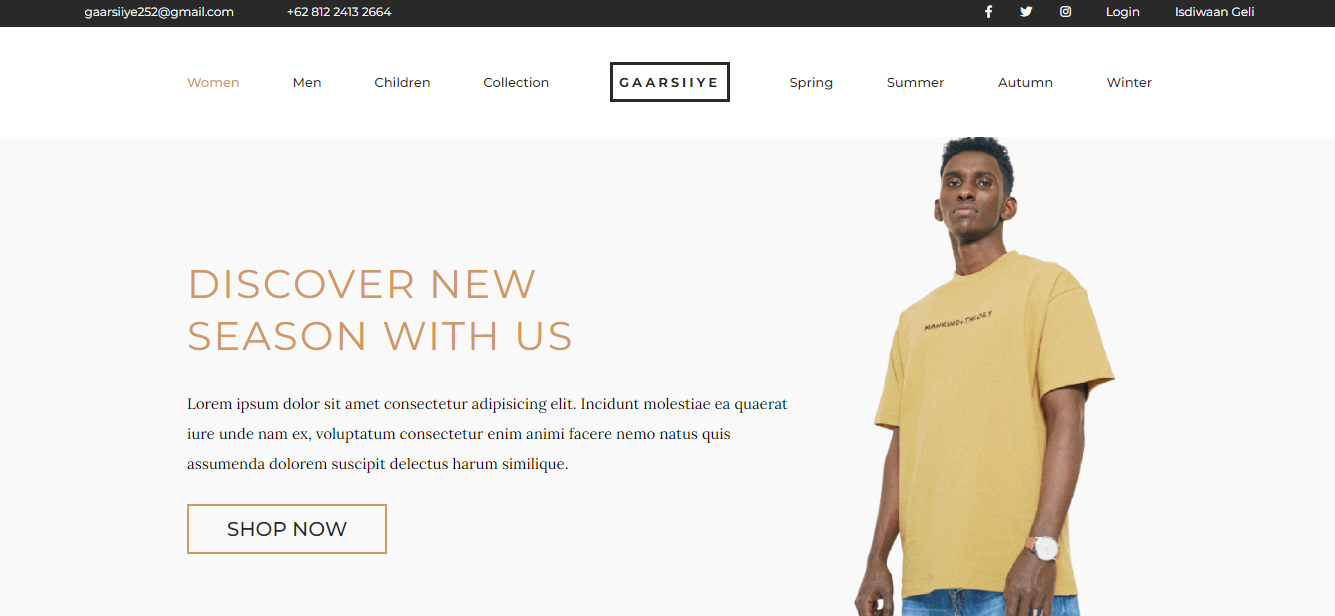 gaarsiiye252@gmail.com +62 812 2413 2664 Login Isdiwaan Geli
Women Men Children Collection GAARSIIYE Spring Summer Autumn Winter
DISCOVER NEW
SEASON WITH US
MANKIND + THEORY
Lorem ipsum dolor sit amet consectetur adipisicing elit. Incidunt molestiae ea quaerat
iure unde nam ex, voluptatum consectetur enim animi facere nemo natus quis
assumenda dolorem suscipit delectus harum similique.
SHOP NOW